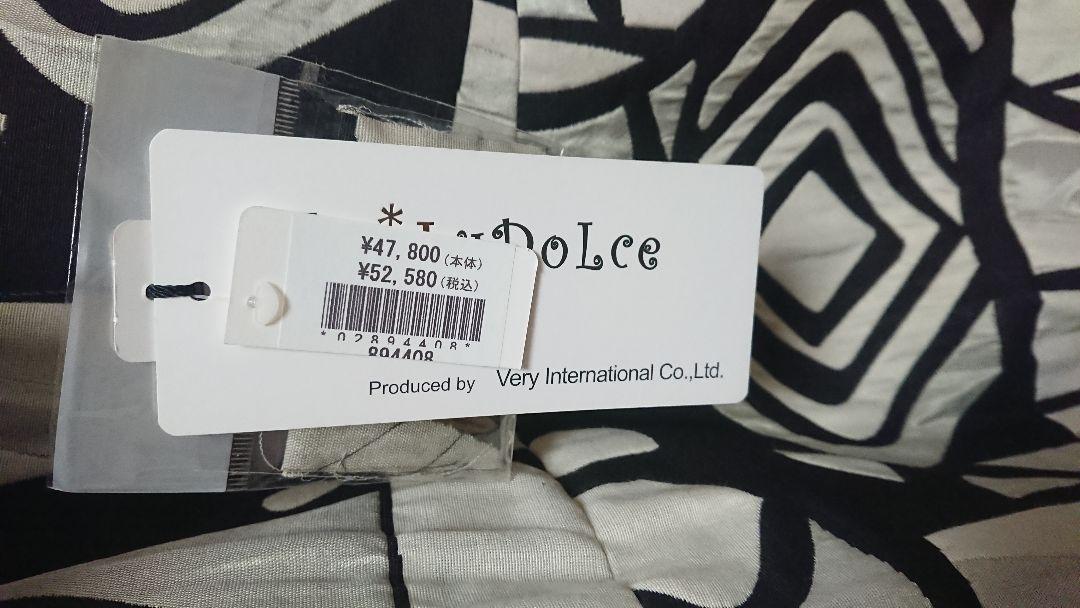 DoLce
¥47,800(本体)
¥52,580(税込)
*02894408*
894408
Produced by Very International Co.,Ltd.